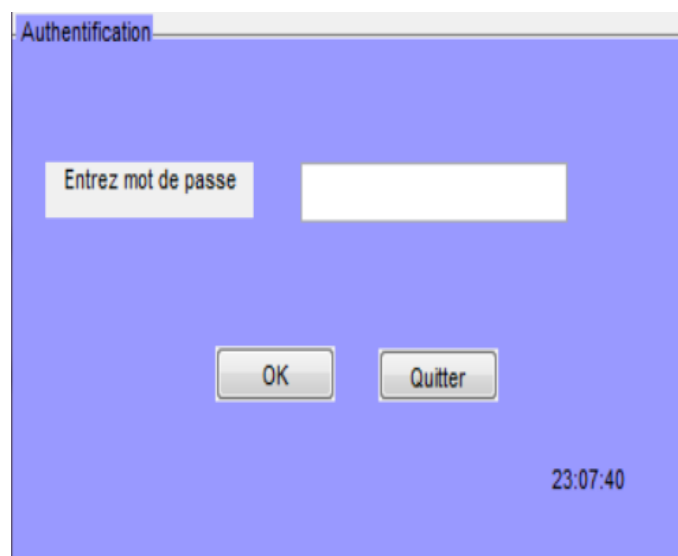 Authentification
Entrez mot de passe
OK
Quitter
23:07:40